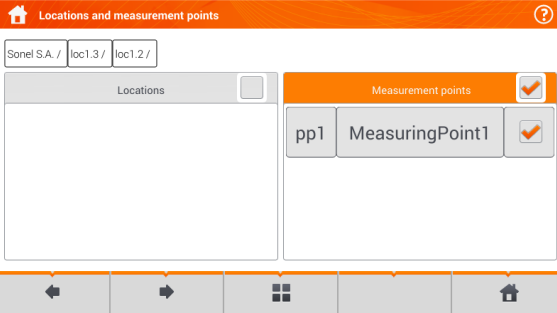 Locations and measurement points
?
Sonel S.A. / loc1.3 / loc1.2 /
Locations
Measurement points
pp1 MeasuringPoint1